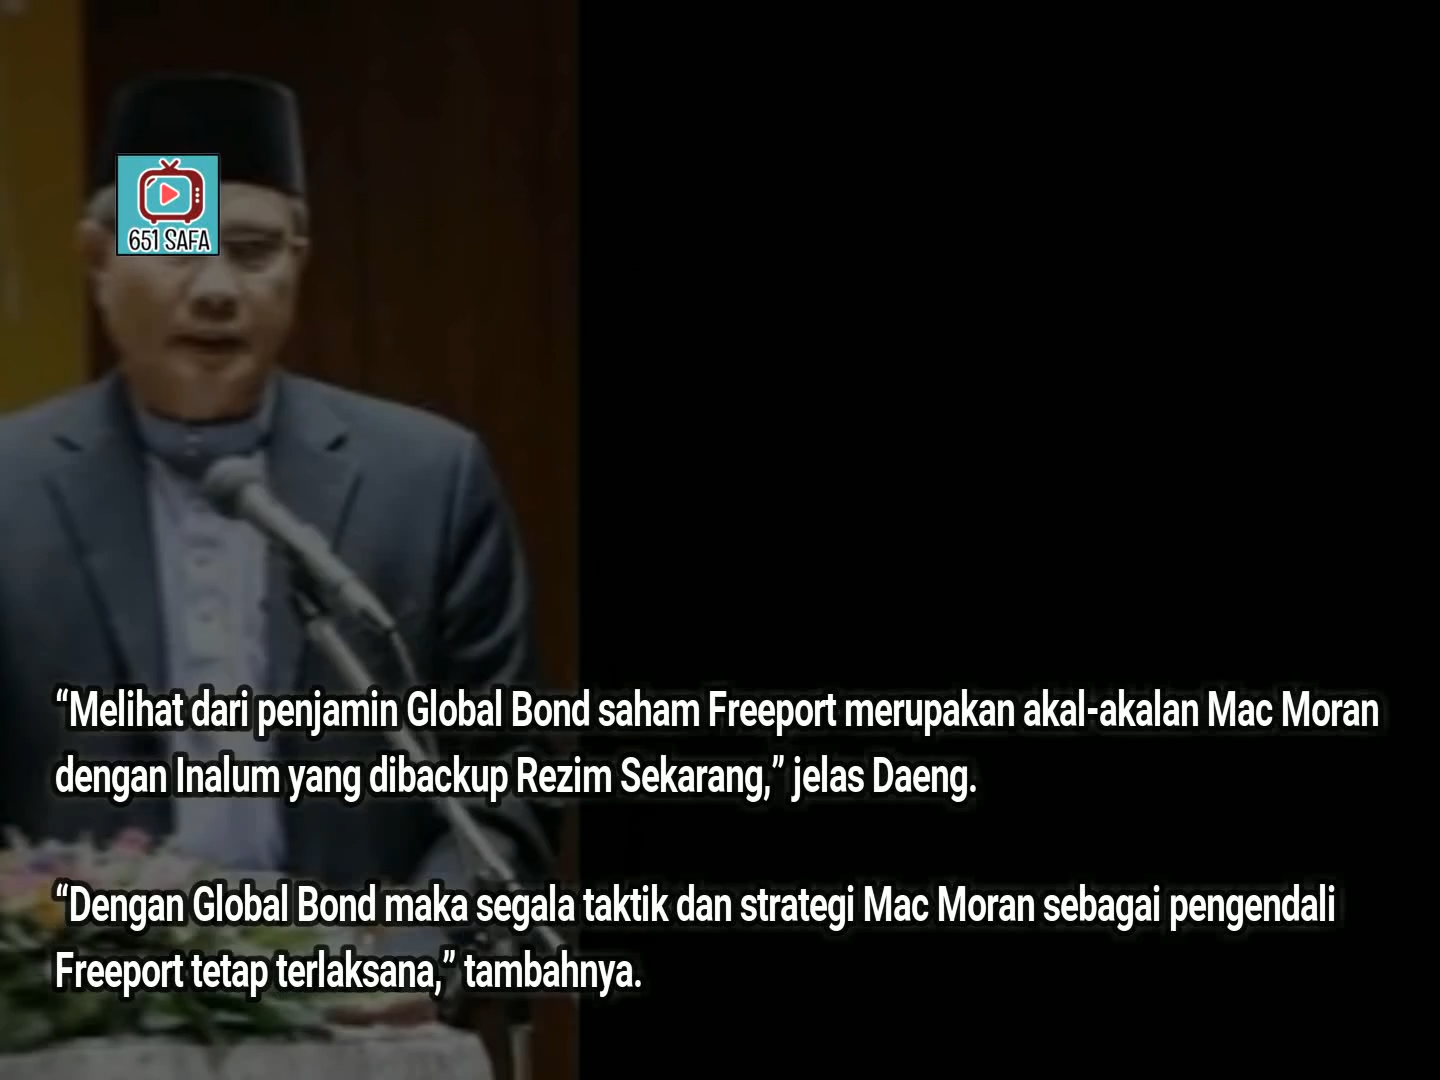 651 SAFA
“Melihat dari penjamin Global Bond saham Freeport merupakan akal-akalan Mac Moran
dengan Inalum yang dibackup Rezim Sekarang,” jelas Daeng.
“Dengan Global Bond maka segala taktik dan strategi Mac Moran sebagai pengendali
Freeport tetap terlaksana,” tambahnya.